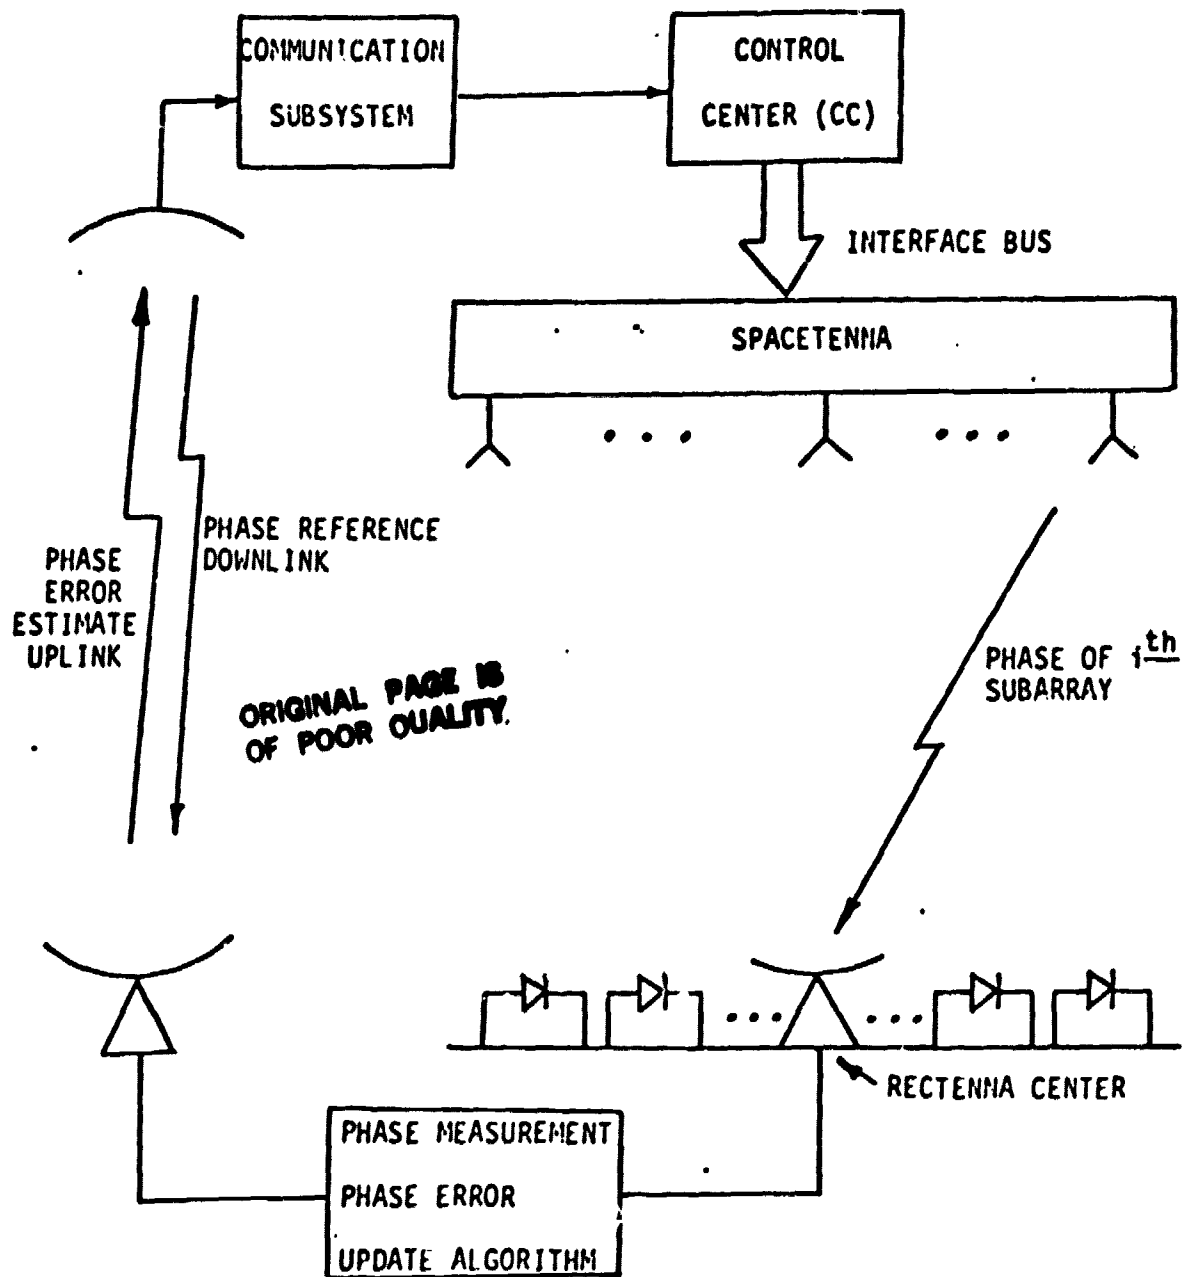 COMMUNICATION
SUBSYSTEM
CONTROL
CENTER (CC)
INTERFACE BUS
SPACETENNA
PHASE REFERENCE
DOWNLINK
PHASE
ERROR
ESTIMATE
UPLINK
PHASE OF ith
SUBARRAY
ORIGINAL PAGE IS
OF POOR QUALITY
RECTENNA CENTER
PHASE MEASUREMENT
PHASE ERROR
UPDATE ALGORITHM